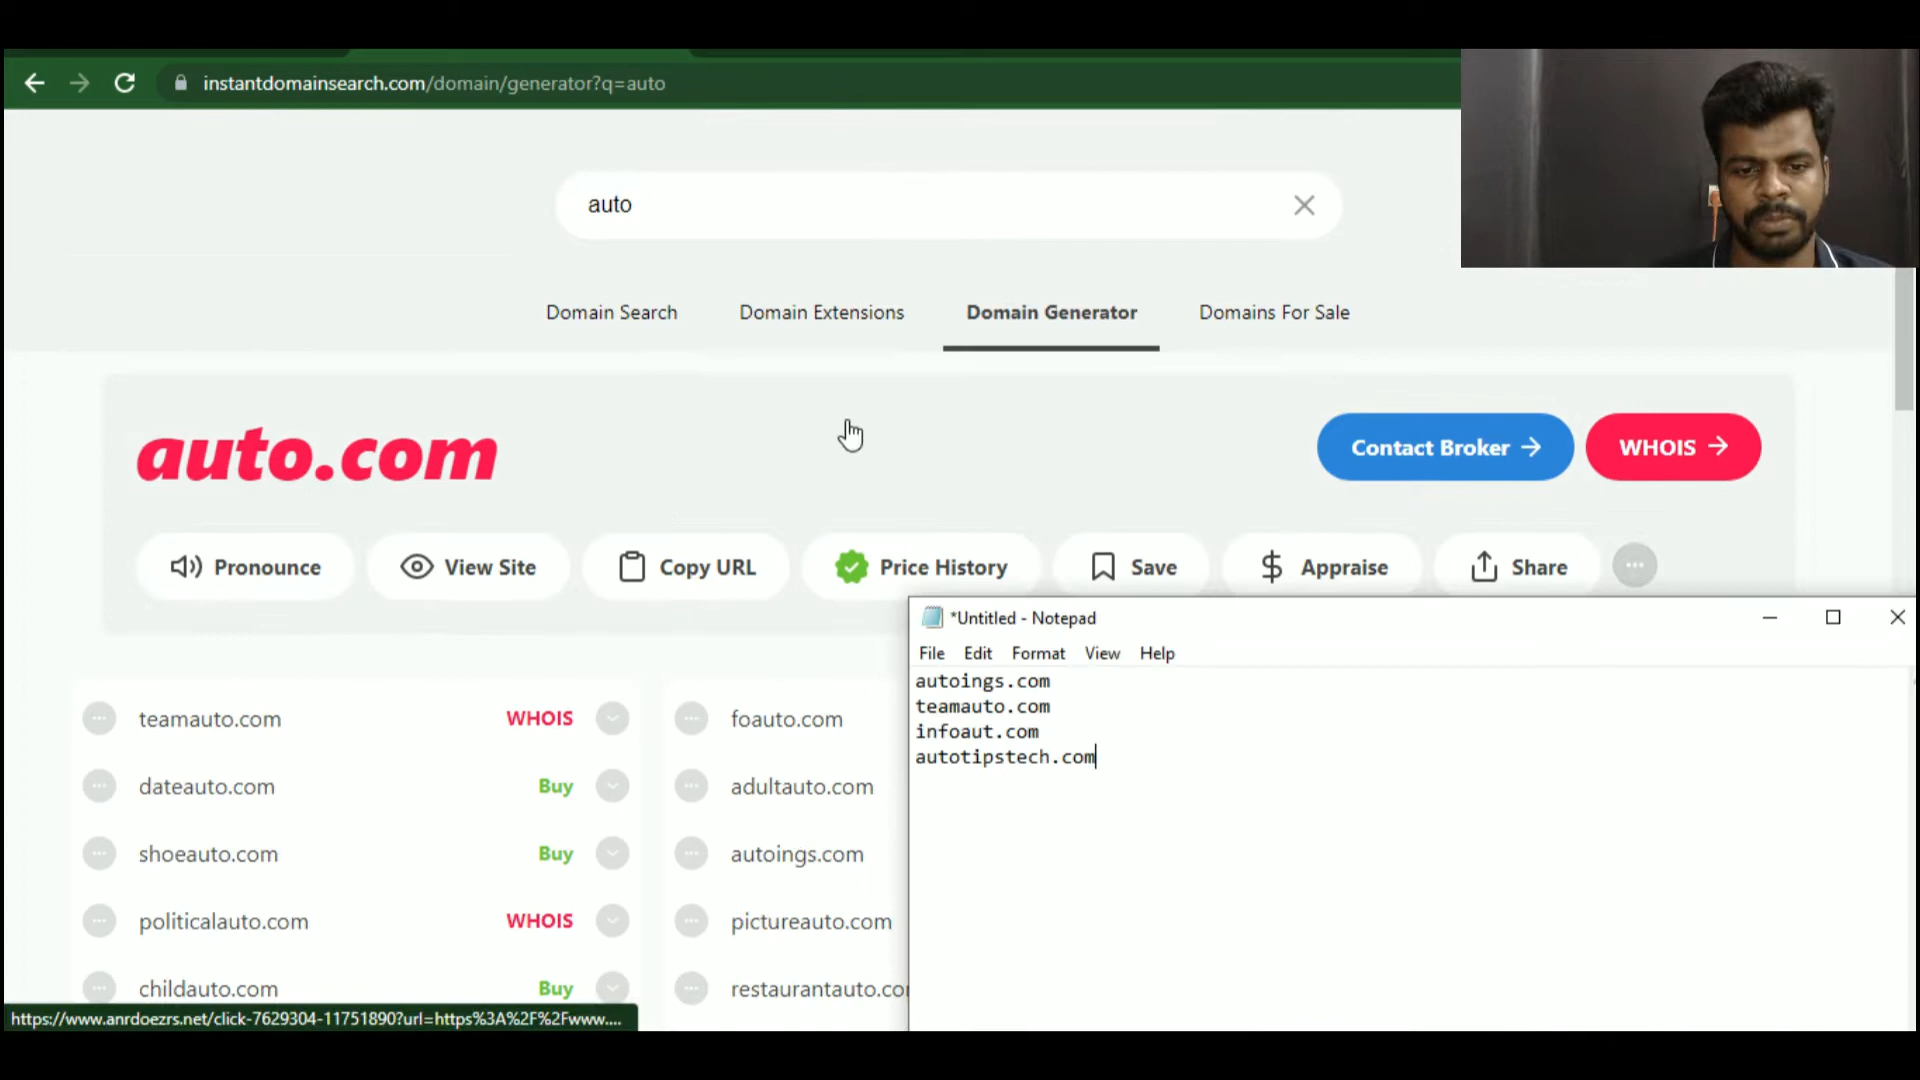 instantdomainsearch.com/domain/generator?q=auto
auto
Domain Search Domain Extensions Domain Generator Domains For Sale
auto.com Contact Broker → WHOIS →
Pronounce View Site Copy URL Price History Save Appraise Share
teamauto.com WHOIS foauto.com
dateauto.com Buy adultauto.com
shoeauto.com Buy autoings.com
politicalauto.com WHOIS pictureauto.com
childauto.com Buy restaurantauto.co
https://www.anrdoezrs.net/click-7629304-11751890?url=https%3A%2F%2Fwww....
*Untitled - Notepad
File Edit Format View Help
autoings.com
teamauto.com
infoaut.com
autotipstech.com